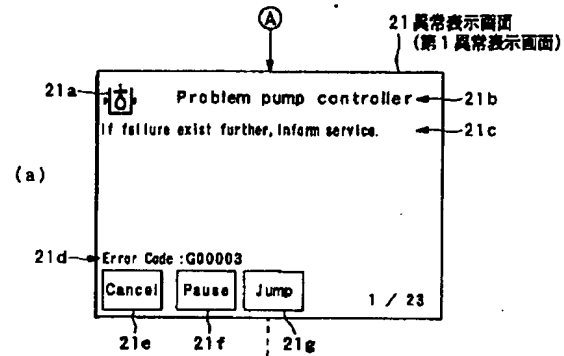 A
21 異常表示画面
(第1異常表示画面)
21a
Problem pump controller
21b
If failure exist further, inform service.
21c
(a)
21d
Error Code :G00003
Cancel
Pause
Jump
1 / 23
21e
21f
21g